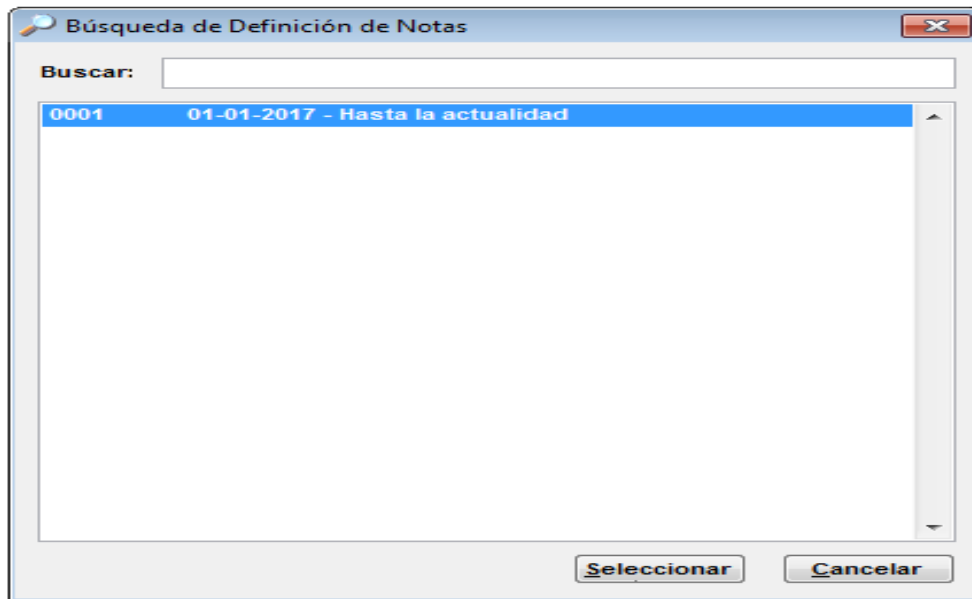 Búsqueda de Definición de Notas
Buscar:
0001 01-01-2017 - Hasta la actualidad
Seleccionar Cancelar